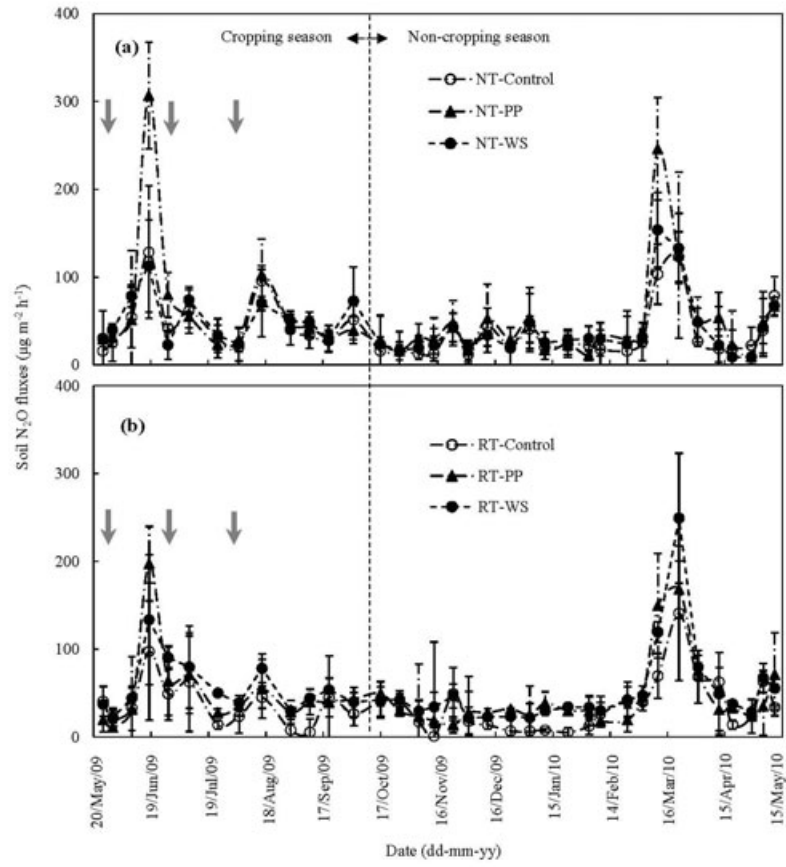 (a)
Cropping season
Non-cropping season
NT-Control
NT-PP
NT-WS
400
300
200
100
0
Soil N₂O fluxes (µg m⁻² h⁻¹)
(b)
RT-Control
RT-PP
RT-WS
400
300
200
100
0
20/May/09
19/Jun/09
19/Jul/09
18/Aug/09
17/Sep/09
17/Oct/09
16/Nov/09
16/Dec/09
15/Jan/10
14/Feb/10
16/Mar/10
15/Apr/10
15/May/10
Date (dd-mm-yy)